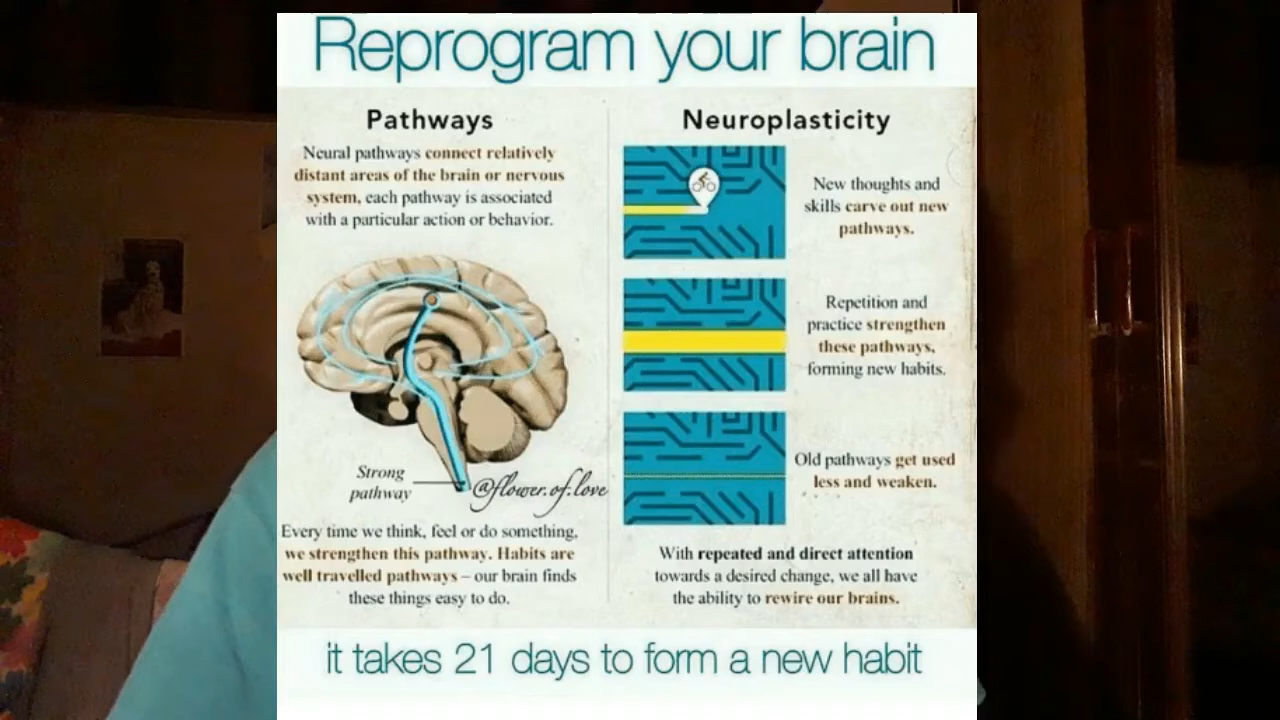 Reprogram your brain
Pathways
Neural pathways connect relatively
distant areas of the brain or nervous
system, each pathway is associated
with a particular action or behavior.
Strong
pathway
@flower.of.love
Every time we think, feel or do something,
we strengthen this pathway. Habits are
well travelled pathways – our brain finds
these things easy to do.
Neuroplasticity
New thoughts and
skills carve out new
pathways.
Repetition and
practice strengthen
these pathways,
forming new habits.
Old pathways get used
less and weaken.
With repeated and direct attention
towards a desired change, we all have
the ability to rewire our brains.
it takes 21 days to form a new habit